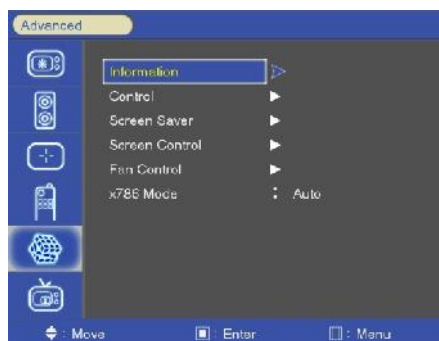 Advanced
Information
Control
Screen Saver
Screen Control
Fan Control
x786 Mode : Auto
: Move : Enter : Menu